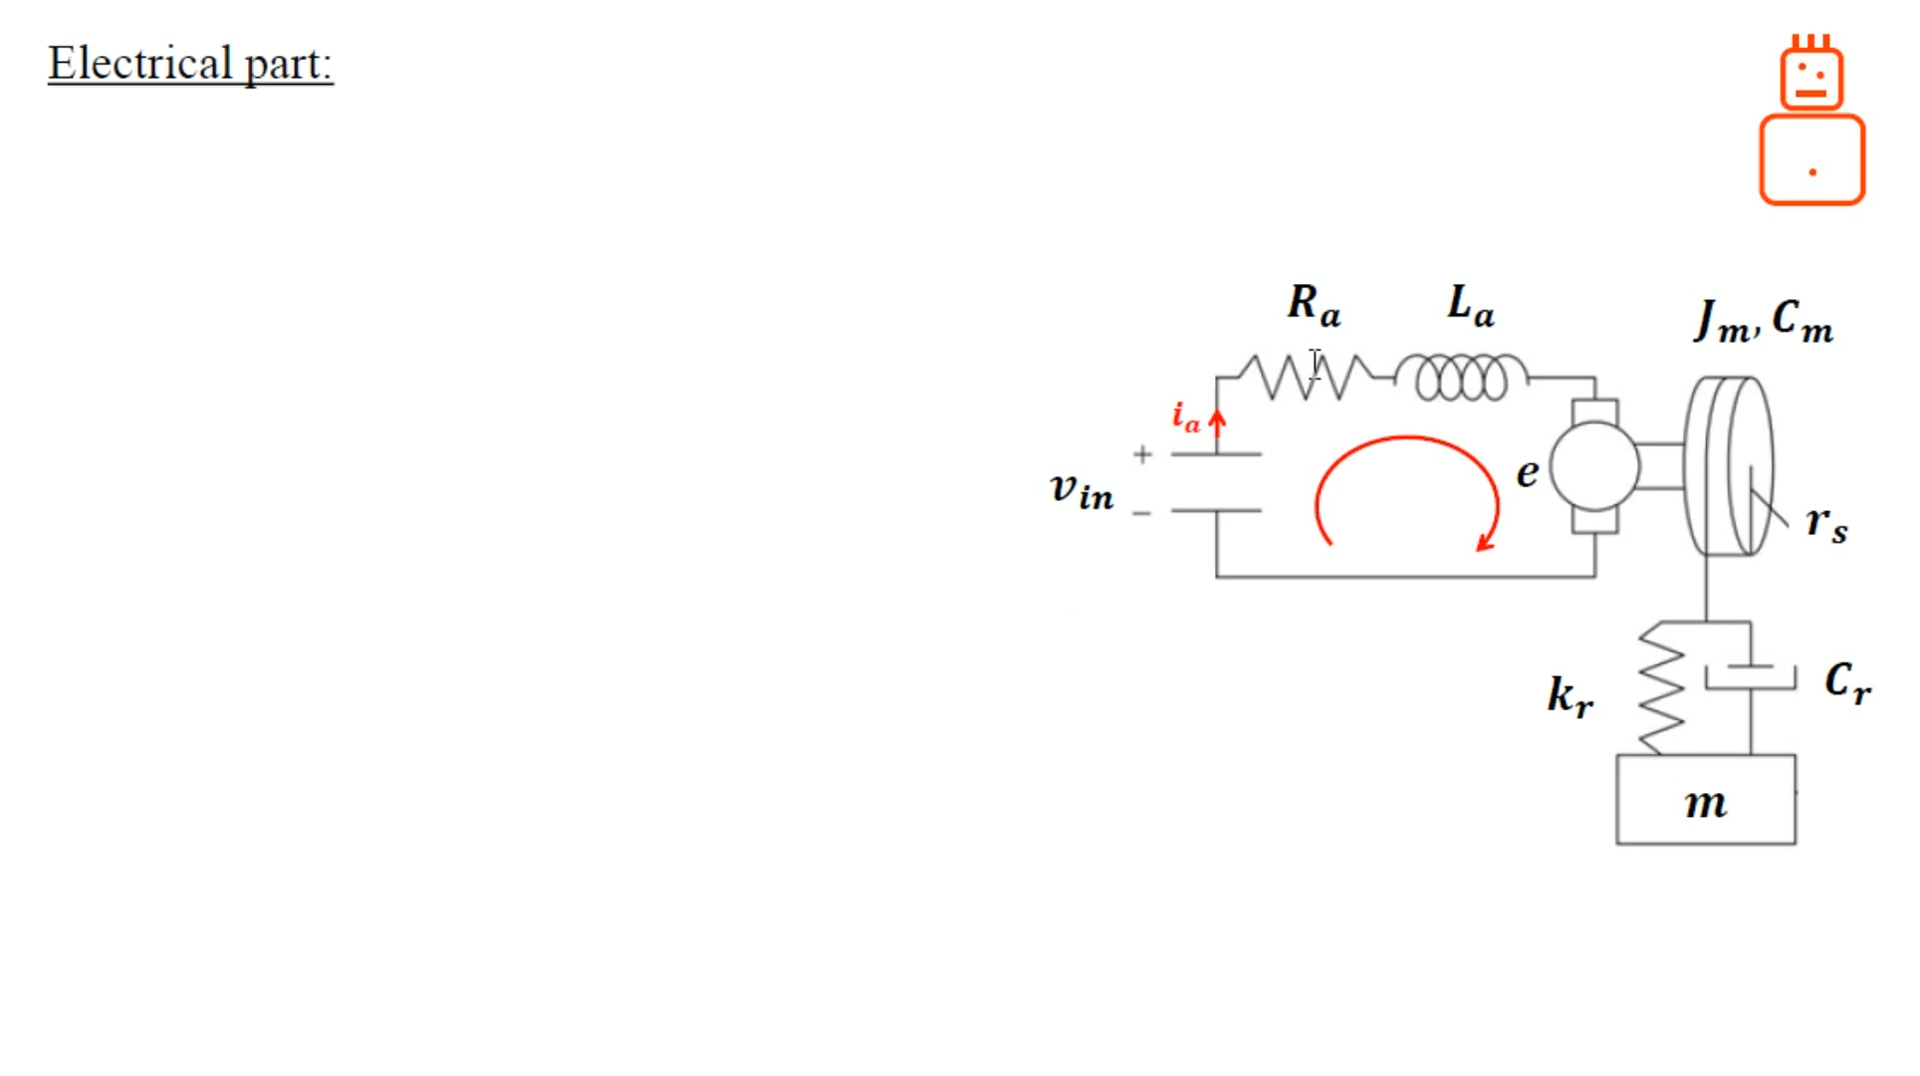 Electrical part:
R_a
L_a
J_m, C_m
i_a
+
v_in
−
e
r_s
k_r
C_r
m